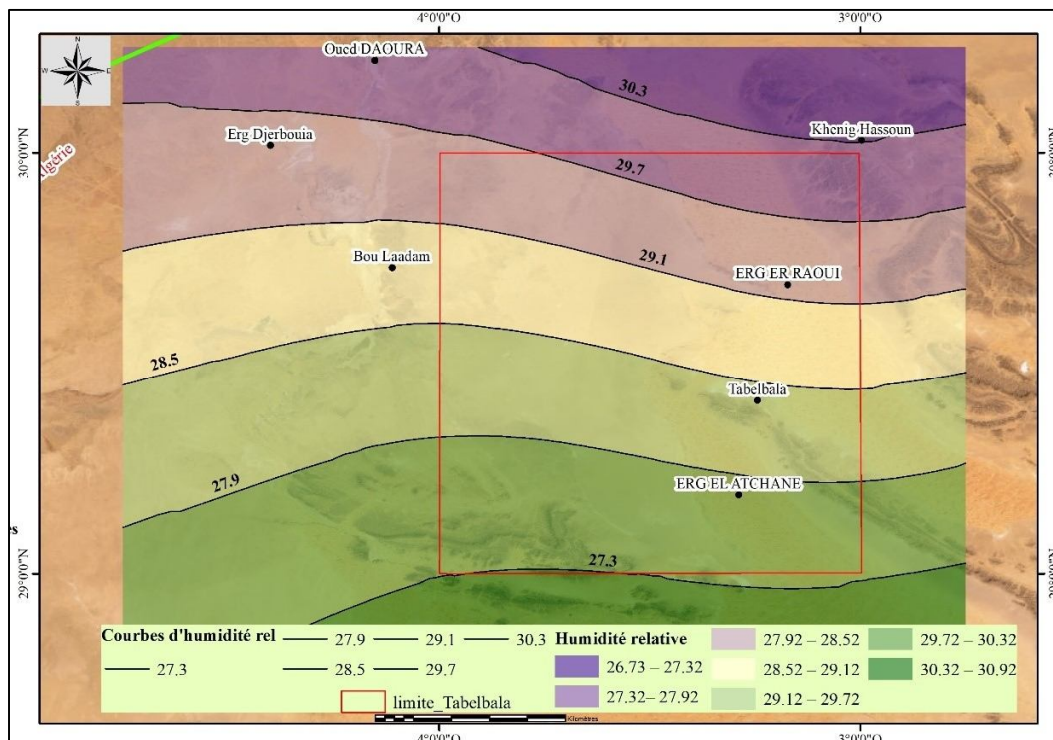 4°0'0"O 3°0'0"O
N
W E
S
Oued DAOURA
30.3
Khenig Hassoun
Erg Djerbouia
30°0'0"N
Algérie
29.7
29.1
Bou Laadam
ERG ER RAOUI
28.5
Tabelbala
27.9
ERG EL ATCHANE
27.3
29°0'0"N
29°0'0"N
Courbes d'humidité rel
27.9
29.1
30.3
27.3
28.5
29.7
limite_Tabelbala
Kilomètres
Humidité relative
26.73 – 27.32
27.32– 27.92
27.92 – 28.52
28.52 – 29.12
29.12 – 29.72
29.72 – 30.32
30.32 – 30.92
4°0'0"O 3°0'0"O